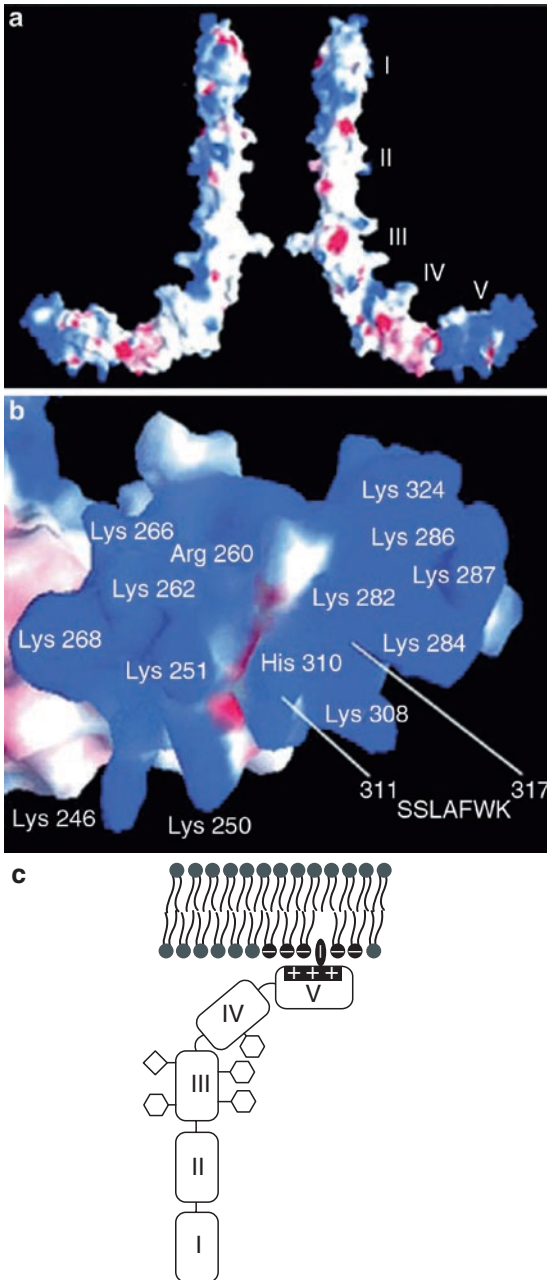 a
I
II
III
IV
V
b
Lys 324
Lys 266
Lys 286
Arg 260
Lys 287
Lys 262
Lys 282
Lys 268
Lys 284
Lys 251
His 310
Lys 308
311
317
SSLAFWK
Lys 246
Lys 250
c
− − − − − −
+ + +
V
IV
III
II
I